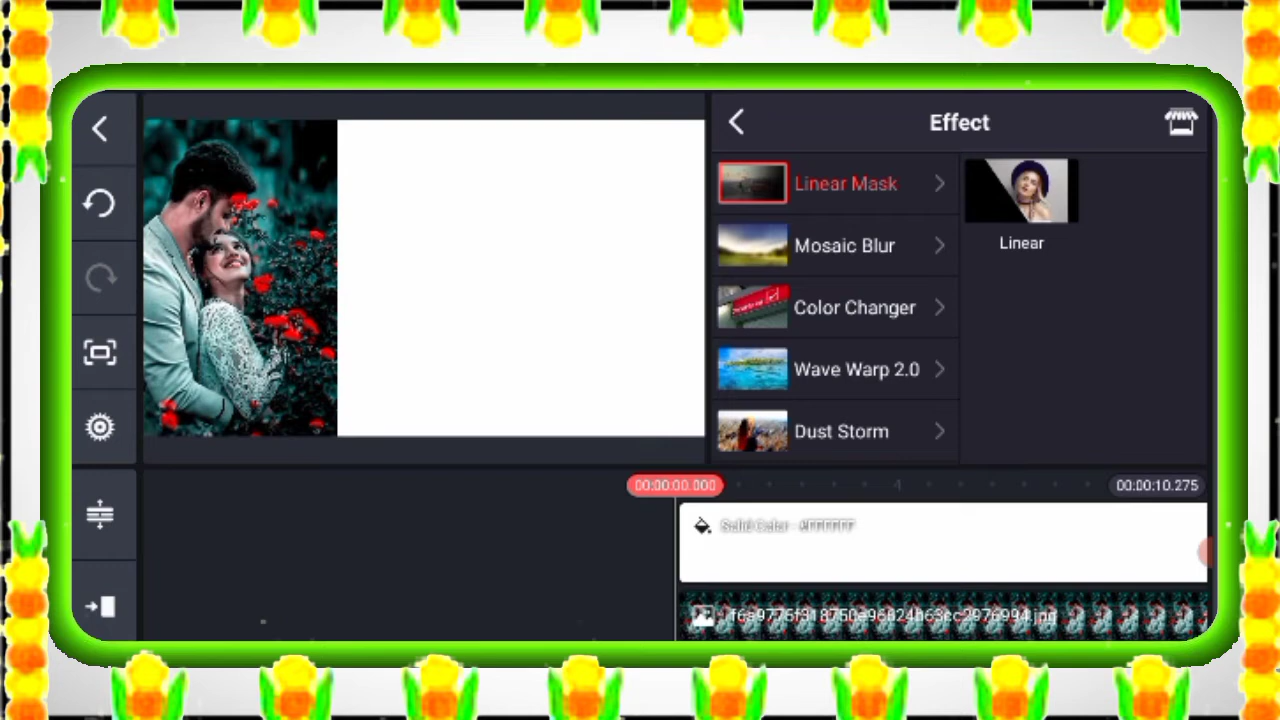 Effect
Linear Mask
Mosaic Blur
Color Changer
Wave Warp 2.0
Dust Storm
Linear
00:00:00.000
00:00:10.275
Solid Color - #FFFFFF